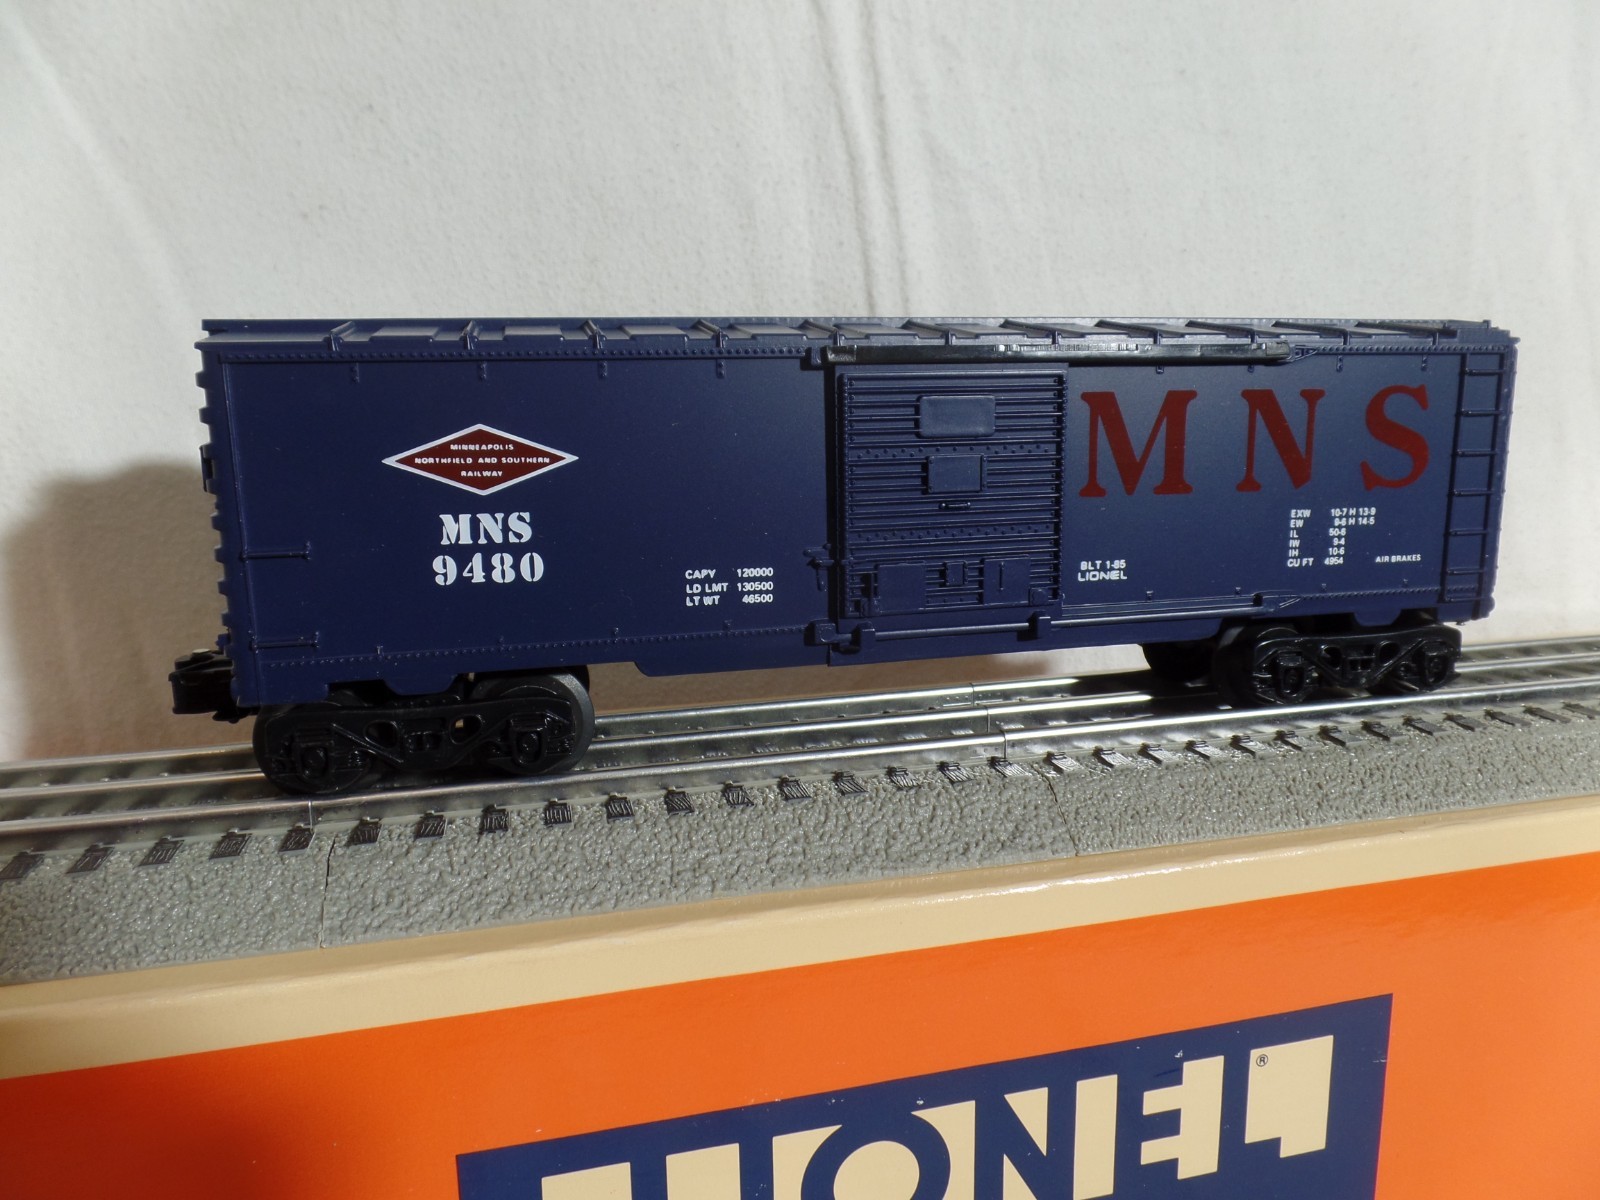 MINNEAPOLIS
NORTHFIELD AND SOUTHERN
RAILWAY
MNS
9480
CAPY 120000
LD LMT 130500
LT WT 46500
MNS
BLT 1-85
LIONEL
EXW 10-7 H 13-9
EW 9-6 H 14-5
IL 50-6
IW 9-4
IH 10-6
CU FT 4954
AIR BRAKES
LIONEL ®